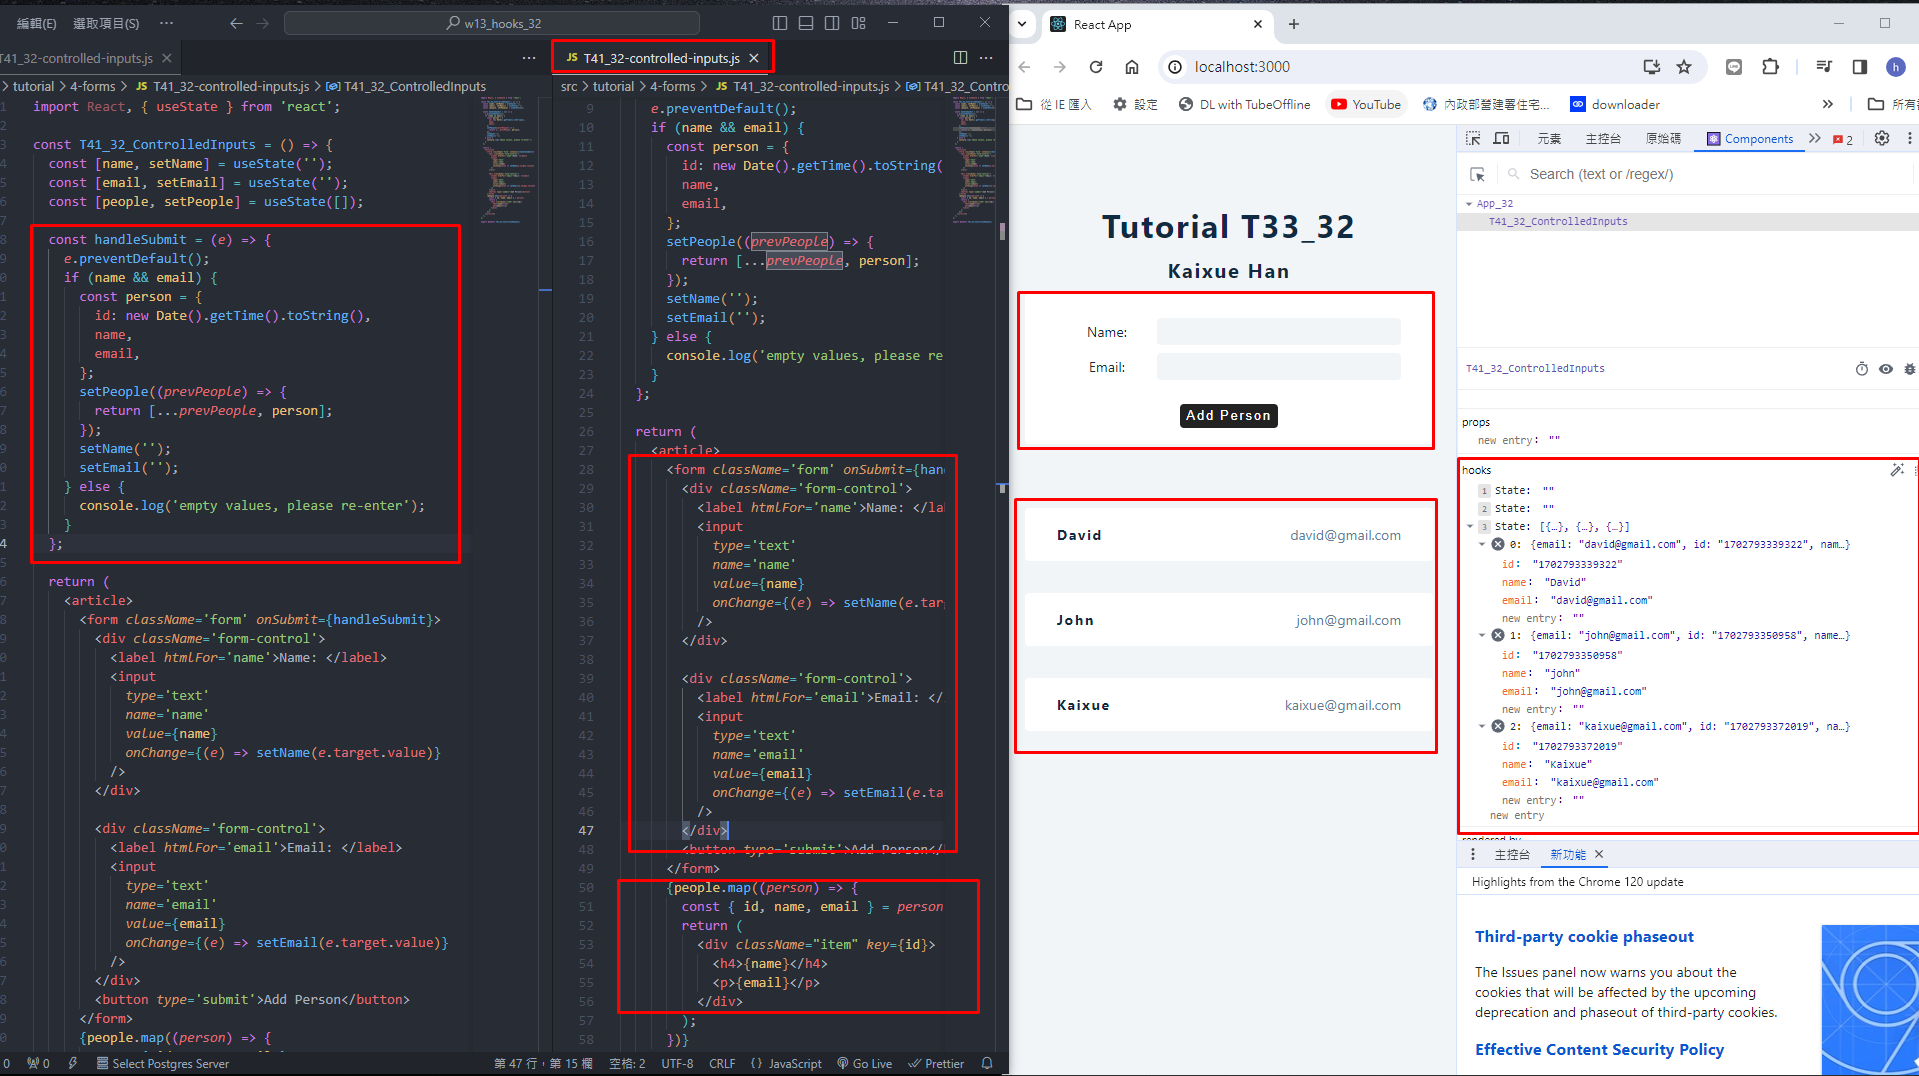 編輯(E) 選取項目(S) ··· w13_hooks_32
T41_32-controlled-inputs.js
tutorial > 4-forms > JS T41_32-controlled-inputs.js > T41_32_ControlledInputs
import React, { useState } from 'react';
const T41_32_ControlledInputs = () => {
const [name, setName] = useState('');
const [email, setEmail] = useState('');
const [people, setPeople] = useState([]);
const handleSubmit = (e) => {
e.preventDefault();
if (name && email) {
const person = {
id: new Date().getTime().toString(),
name,
email,
};
setPeople((prevPeople) => {
return [...prevPeople, person];
});
setName('');
setEmail('');
} else {
console.log('empty values, please re-enter');
}
};
return (
<article>
<form className='form' onSubmit={handleSubmit}>
<div className='form-control'>
<label htmlFor='name'>Name: </label>
<input
type='text'
name='name'
value={name}
onChange={(e) => setName(e.target.value)}
/>
</div>
<div className='form-control'>
<label htmlFor='email'>Email: </label>
<input
type='text'
name='email'
value={email}
onChange={(e) => setEmail(e.target.value)}
/>
</div>
<button type='submit'>Add Person</button>
</form>
{people.map((person) => {
JS T41_32-controlled-inputs.js
src > tutorial > 4-forms > JS T41_32-controlled-inputs.js > T41_32_Contro
9 e.preventDefault();
10 if (name && email) {
11 const person = {
12 id: new Date().getTime().toString(
13 name,
14 email,
15 };
16 setPeople((prevPeople) => {
17 return [...prevPeople, person];
18 });
19 setName('');
20 setEmail('');
21 } else {
22 console.log('empty values, please re
23 }
24 };
25
26 return (
27 <article>
28 <form className='form' onSubmit={han
29 <div className='form-control'>
30 <label htmlFor='name'>Name: </la
31 <input
32 type='text'
33 name='name'
34 value={name}
35 onChange={(e) => setName(e.tar
36 />
37 </div>
38
39 <div className='form-control'>
40 <label htmlFor='email'>Email: </
41 <input
42 type='text'
43 name='email'
44 value={email}
45 onChange={(e) => setEmail(e.ta
46 />
47 </div>
48 <button type='submit'>Add Person</
49 </form>
50 {people.map((person) => {
51 const { id, name, email } = person
52 return (
53 <div className="item" key={id}>
54 <h4>{name}</h4>
55 <p>{email}</p>
56 </div>
57 );
58 })}
0 0 Select Postgres Server 第 47 行，第 15 欄 空格: 2 UTF-8 CRLF {} JavaScript Go Live Prettier
React App
localhost:3000
h
從 IE 匯入 設定 DL with TubeOffline YouTube 內政部營建署住宅... downloader » 所有
Tutorial T33_32
Kaixue Han
Name:
Email:
Add Person
David david@gmail.com
John john@gmail.com
Kaixue kaixue@gmail.com
元素 主控台 原始碼 Components » 2
Search (text or /regex/)
App_32
T41_32_ControlledInputs
T41_32_ControlledInputs
props
new entry: ""
hooks
1 State: ""
2 State: ""
3 State: [{…}, {…}, {…}]
0: {email: "david@gmail.com", id: "1702793339322", nam…}
id: "1702793339322"
name: "David"
email: "david@gmail.com"
new entry: ""
1: {email: "john@gmail.com", id: "1702793350958", name…}
id: "1702793350958"
name: "john"
email: "john@gmail.com"
new entry: ""
2: {email: "kaixue@gmail.com", id: "1702793372019", na…}
id: "1702793372019"
name: "Kaixue"
email: "kaixue@gmail.com"
new entry: ""
new entry
rendered by
主控台 新功能
Highlights from the Chrome 120 update
Third-party cookie phaseout
The Issues panel now warns you about the
cookies that will be affected by the upcoming
deprecation and phaseout of third-party cookies.
Effective Content Security Policy